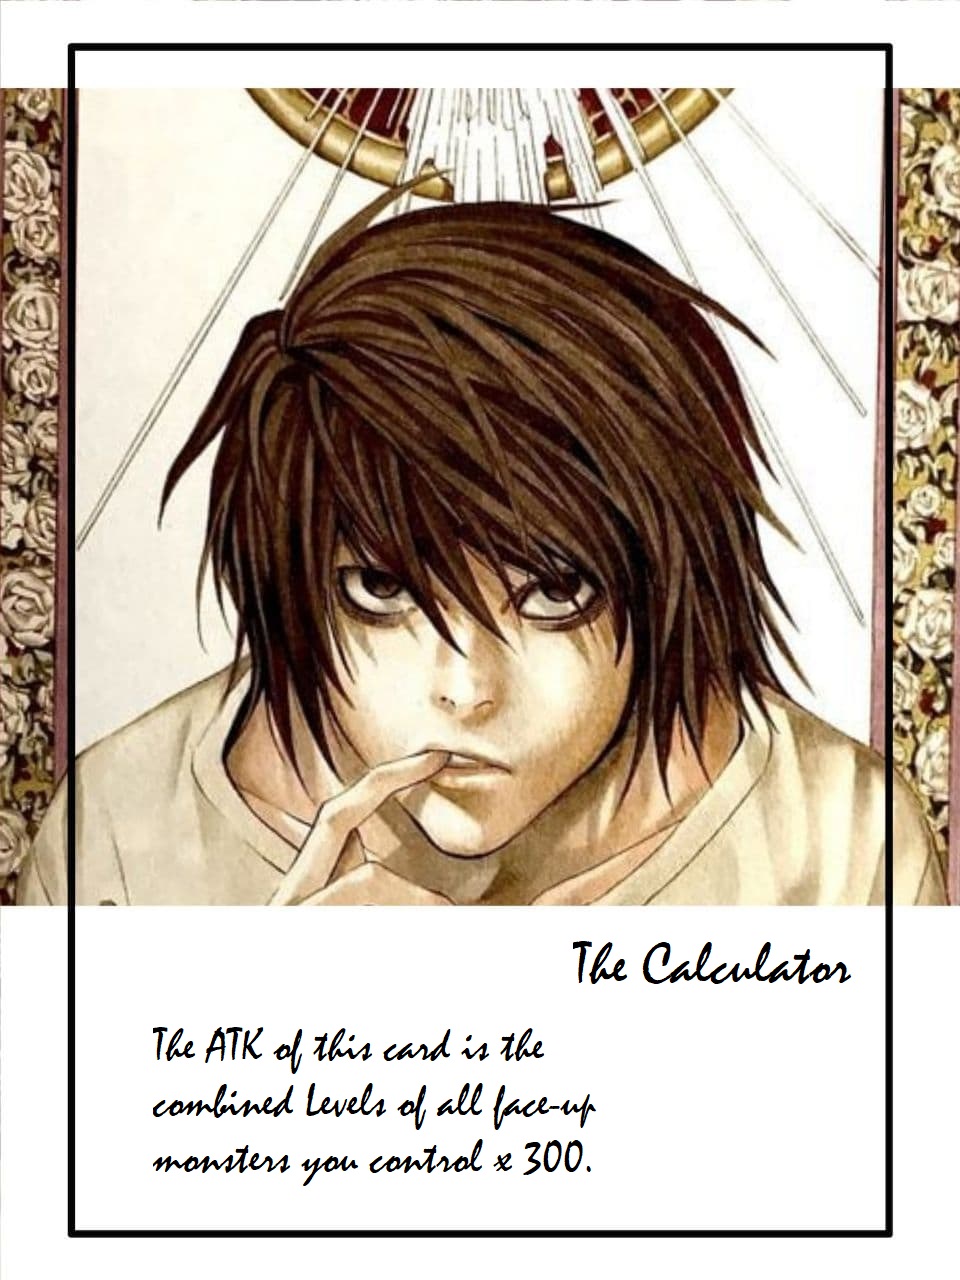 The Calculator
The ATK of this card is the
combined Levels of all face-up
monsters you control x 300.